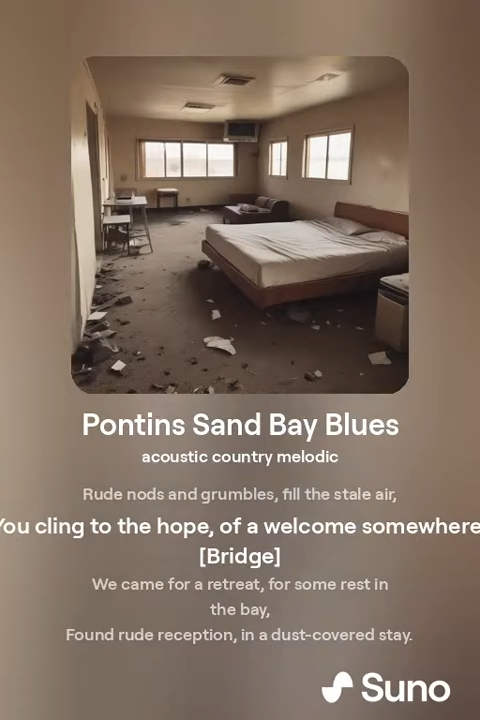 Pontins Sand Bay Blues
acoustic country melodic
Rude nods and grumbles, fill the stale air,
You cling to the hope, of a welcome somewhere
[Bridge]
We came for a retreat, for some rest in
the bay,
Found rude reception, in a dust-covered stay.
Suno